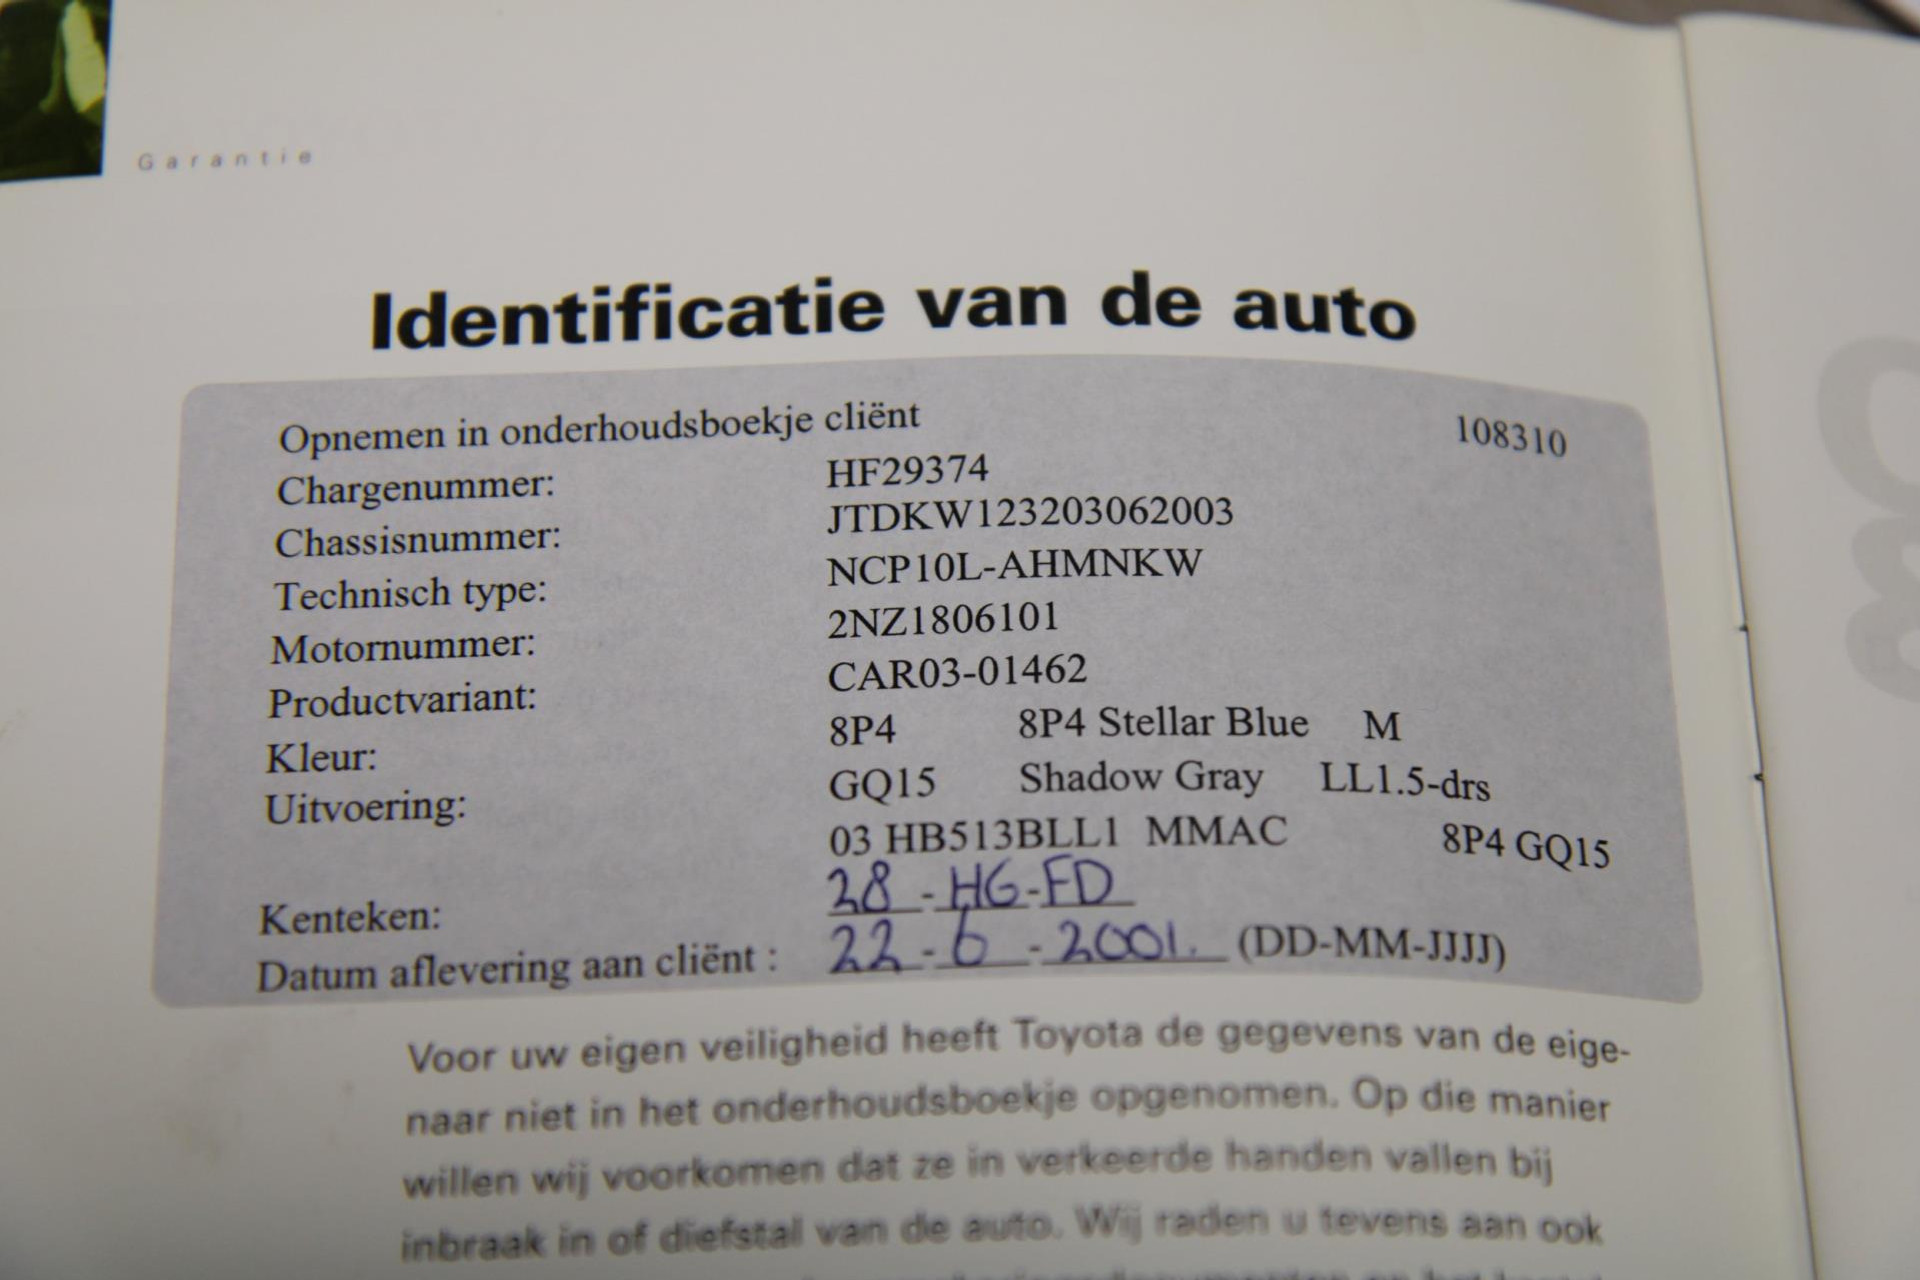 Garantie
Identificatie van de auto
Opnemen in onderhoudsboekje cliënt 108310
Chargenummer: HF29374
Chassisnummer: JTDKW123203062003
Technisch type: NCP10L-AHMNKW
Motornummer: 2NZ1806101
Productvariant: CAR03-01462
Kleur: 8P4 8P4 Stellar Blue M
Uitvoering: GQ15 Shadow Gray LL1.5-drs
03 HB513BLL1 MMAC 8P4 GQ15
Kenteken: 28-HG-FD
Datum aflevering aan cliënt : 22-6-2001. (DD-MM-JJJJ)
Voor uw eigen veiligheid heeft Toyota de gegevens van de eige-
naar niet in het onderhoudsboekje opgenomen. Op die manier
willen wij voorkomen dat ze in verkeerde handen vallen bij
inbraak in of diefstal van de auto. Wij raden u tevens aan ook